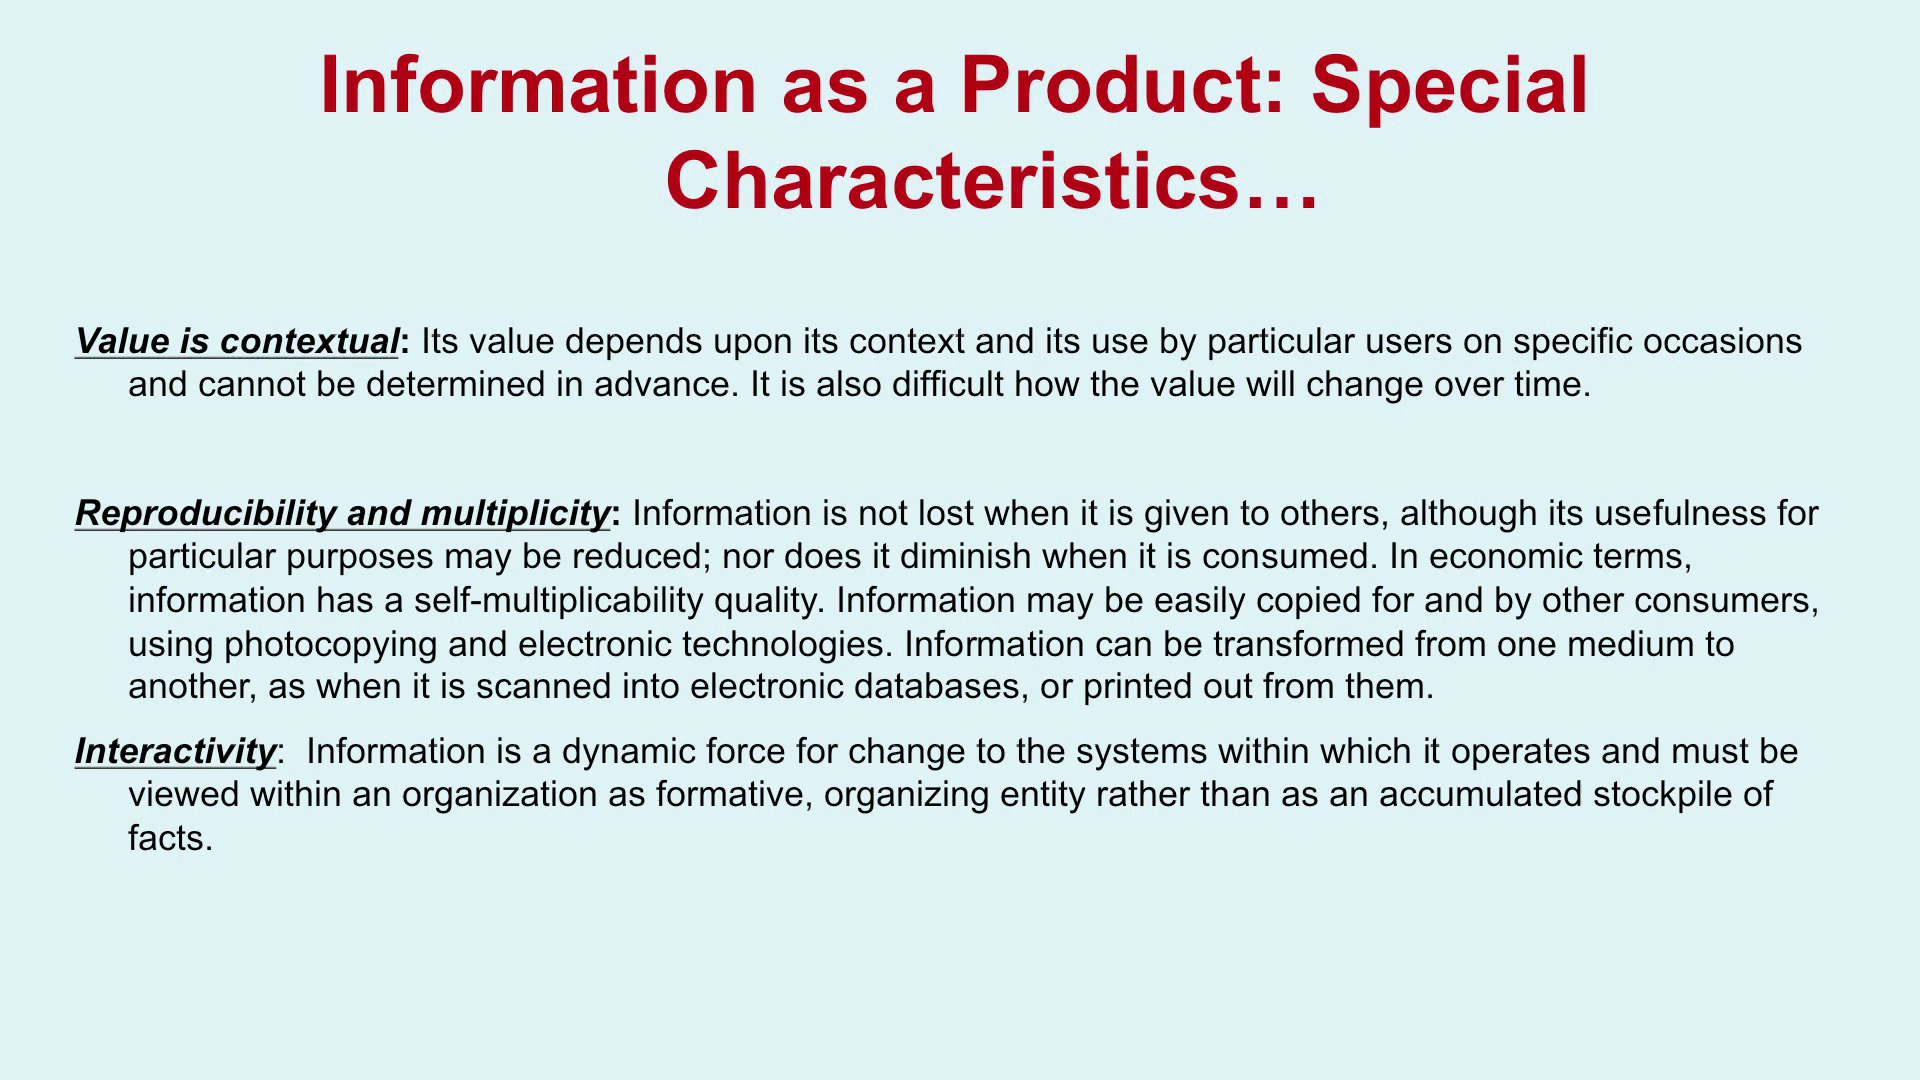 Information as a Product: Special
Characteristics…
Value is contextual: Its value depends upon its context and its use by particular users on specific occasions
and cannot be determined in advance. It is also difficult how the value will change over time.
Reproducibility and multiplicity: Information is not lost when it is given to others, although its usefulness for
particular purposes may be reduced; nor does it diminish when it is consumed. In economic terms,
information has a self-multiplicability quality. Information may be easily copied for and by other consumers,
using photocopying and electronic technologies. Information can be transformed from one medium to
another, as when it is scanned into electronic databases, or printed out from them.
Interactivity:  Information is a dynamic force for change to the systems within which it operates and must be
viewed within an organization as formative, organizing entity rather than as an accumulated stockpile of
facts.